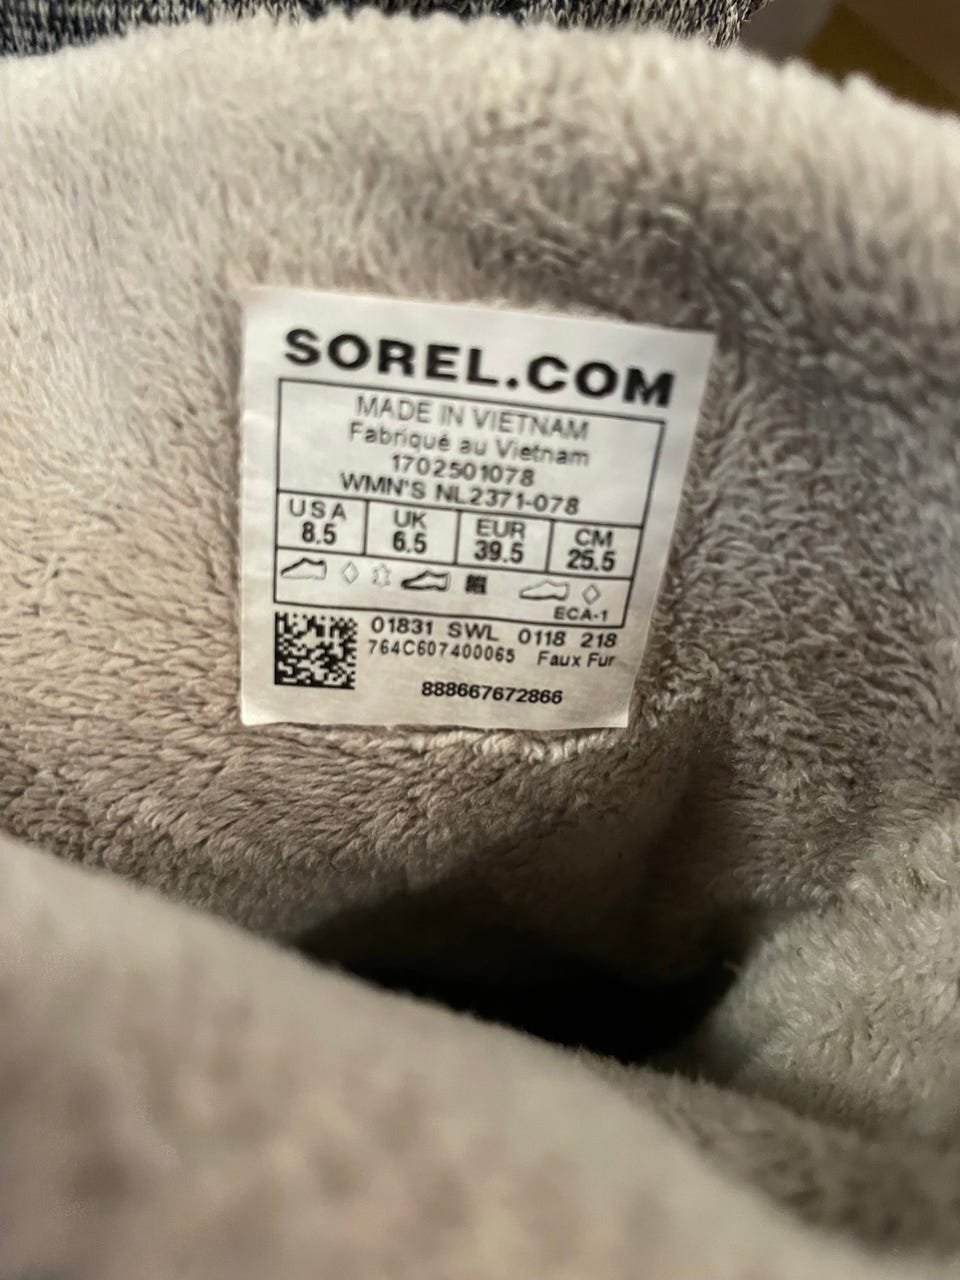 SOREL.COM
MADE IN VIETNAM
Fabriqué au Vietnam
1702501078
WMN'S NL2371-078
USA UK EUR CM
8.5 6.5 39.5 25.5
ECA-1
01831 SWL 0118 218
764C607400065 Faux Fur
888667672866